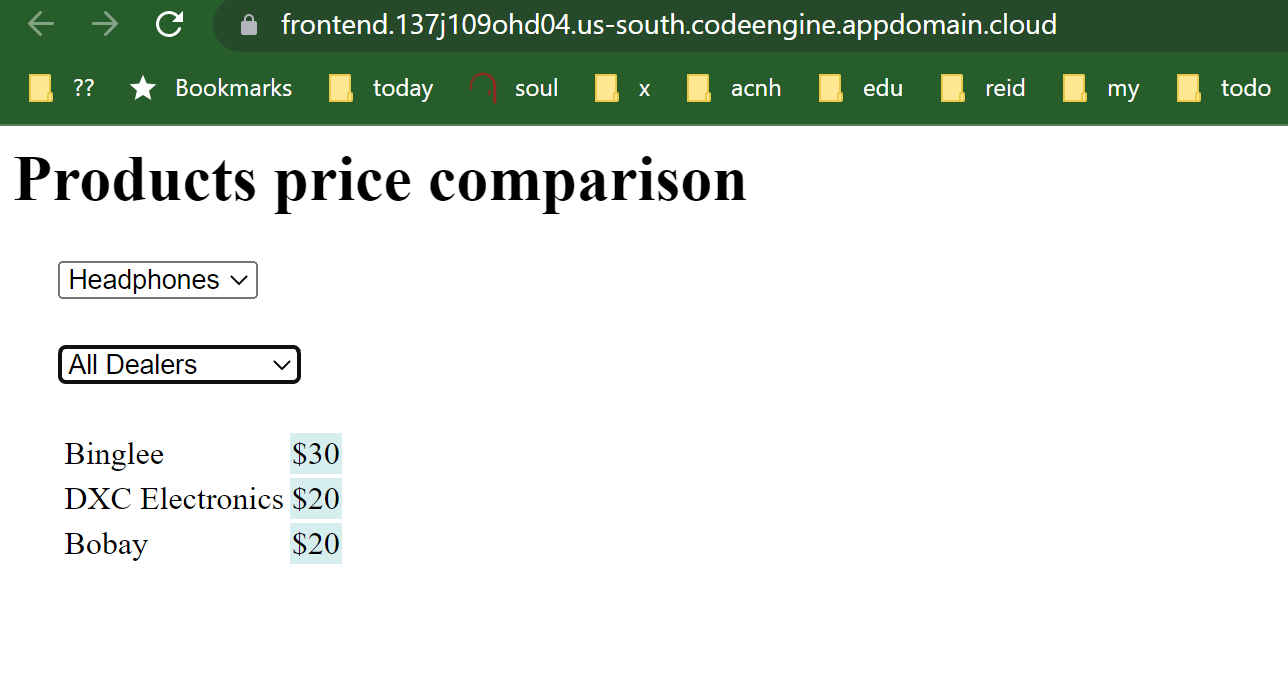 frontend.137j109ohd04.us-south.codeengine.appdomain.cloud
?? Bookmarks today soul x acnh edu reid my todo
Products price comparison
Headphones
All Dealers
Binglee $30
DXC Electronics $20
Bobay $20